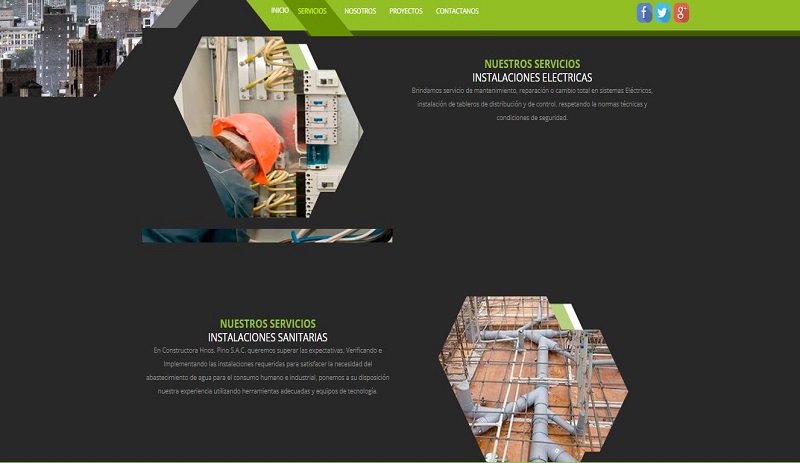 INICIO SERVICIOS NOSOTROS PROYECTOS CONTACTANOS
NUESTROS SERVICIOS
INSTALACIONES ELECTRICAS
Brindamos servicio de mantenimiento, reparación o cambio total en sistemas Eléctricos,
instalación de tableros de distribución y de control, respetando la normas técnicas y
condiciones de seguridad.
NUESTROS SERVICIOS
INSTALACIONES SANITARIAS
En Constructora Hnos. Pino S.A.C. queremos superar las expectativas. Verificando e
Implementando las instalaciones requeridas para satisfacer la necesidad del
abastecimiento de agua para el consumo humano e industrial, ponemos a su disposición
nuestra experiencia utilizando herramientas adecuadas y equipos de tecnología.